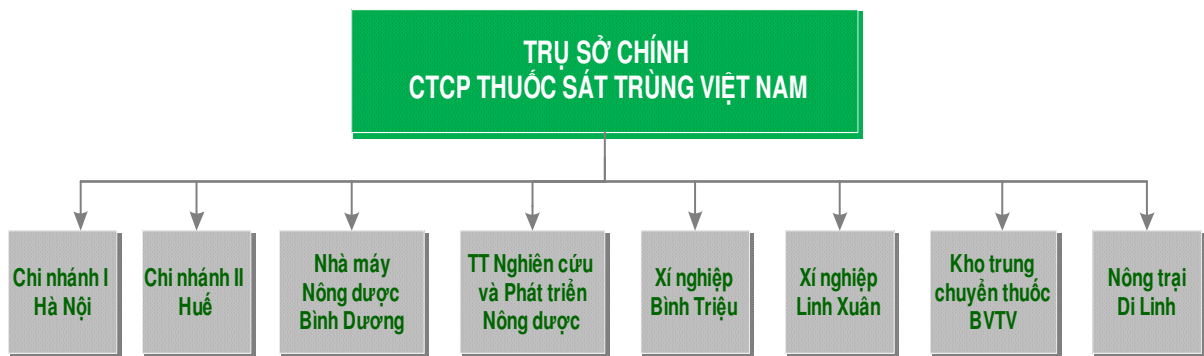 TRỤ SỞ CHÍNH
CTCP THUỐC SÁT TRÙNG VIỆT NAM
Chi nhánh I
Hà Nội
Chi nhánh II
Huế
Nhà máy
Nông dược
Bình Dương
TT Nghiên cứu
và Phát triển
Nông dược
Xí nghiệp
Bình Triệu
Xí nghiệp
Linh Xuân
Kho trung
chuyển thuốc
BVTV
Nông trại
Di Linh